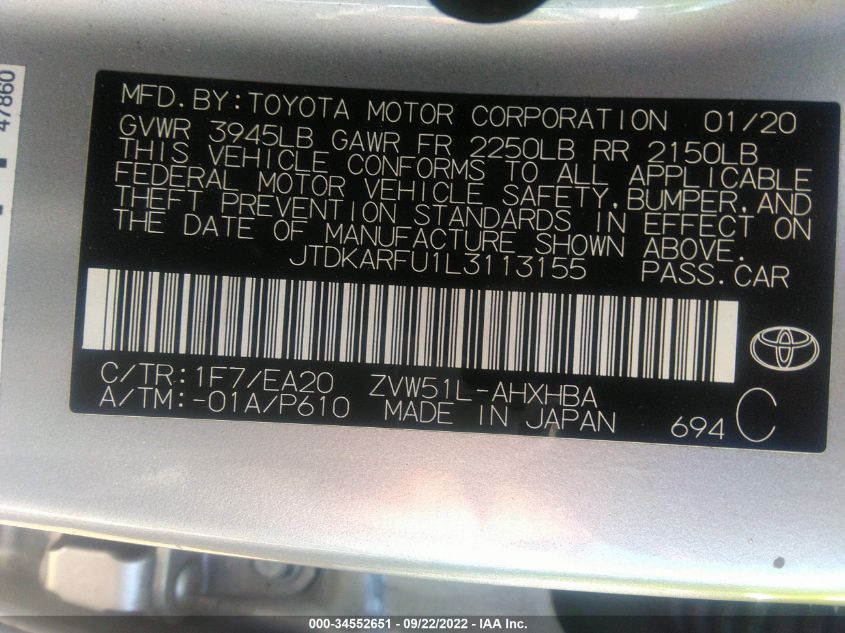 47860
MFD.BY:TOYOTA MOTOR CORPORATION 01/20
GVWR 3945LB GAWR FR 2250LB RR 2150LB
THIS VEHICLE CONFORMS TO ALL APPLICABLE
FEDERAL MOTOR VEHICLE SAFETY,BUMPER,AND
THEFT PREVENTION STANDARDS IN EFFECT ON
THE DATE OF MANUFACTURE SHOWN ABOVE.
JTDKARFU1L3113155 PASS.CAR
C/TR:1F7/EA20 ZVW51L-AHXHBA
A/TM:-01A/P610 MADE IN JAPAN 694 C
000-34552651 - 09/22/2022 - IAA Inc.